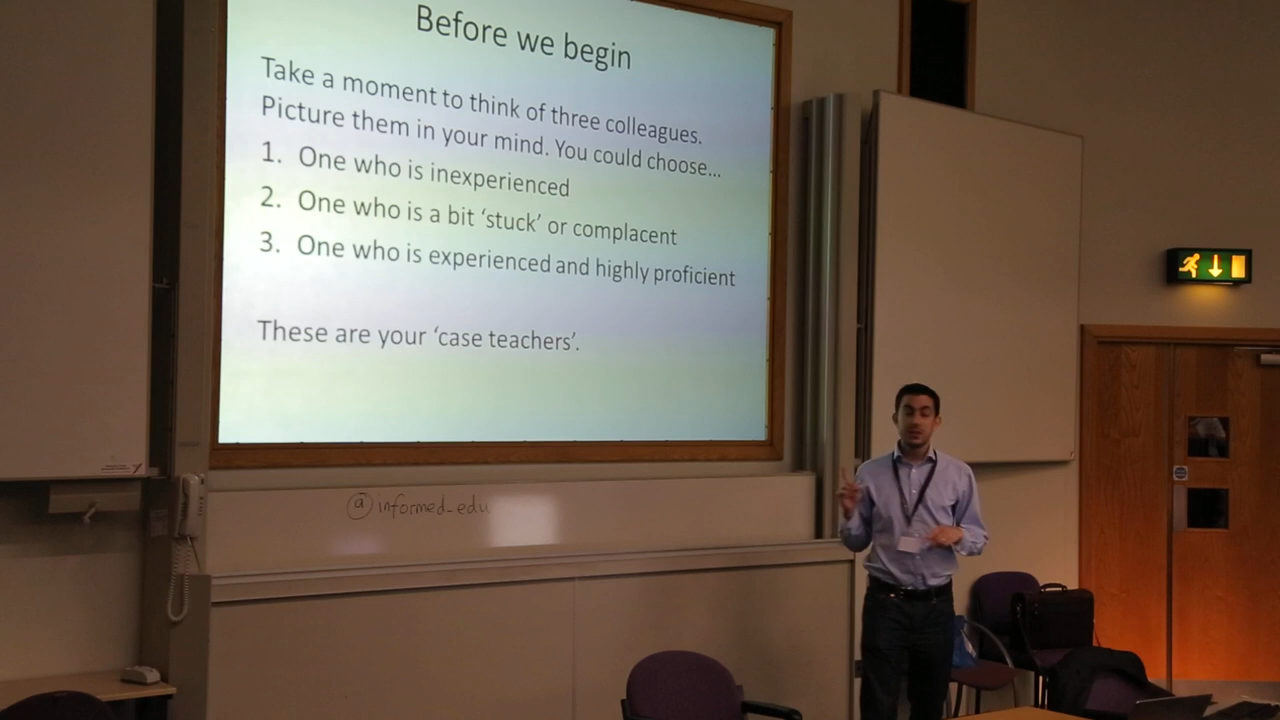 Before we begin
Take a moment to think of three colleagues.
Picture them in your mind. You could choose...
1. One who is inexperienced
2. One who is a bit ‘stuck’ or complacent
3. One who is experienced and highly proficient
These are your ‘case teachers’.
@informed_edu